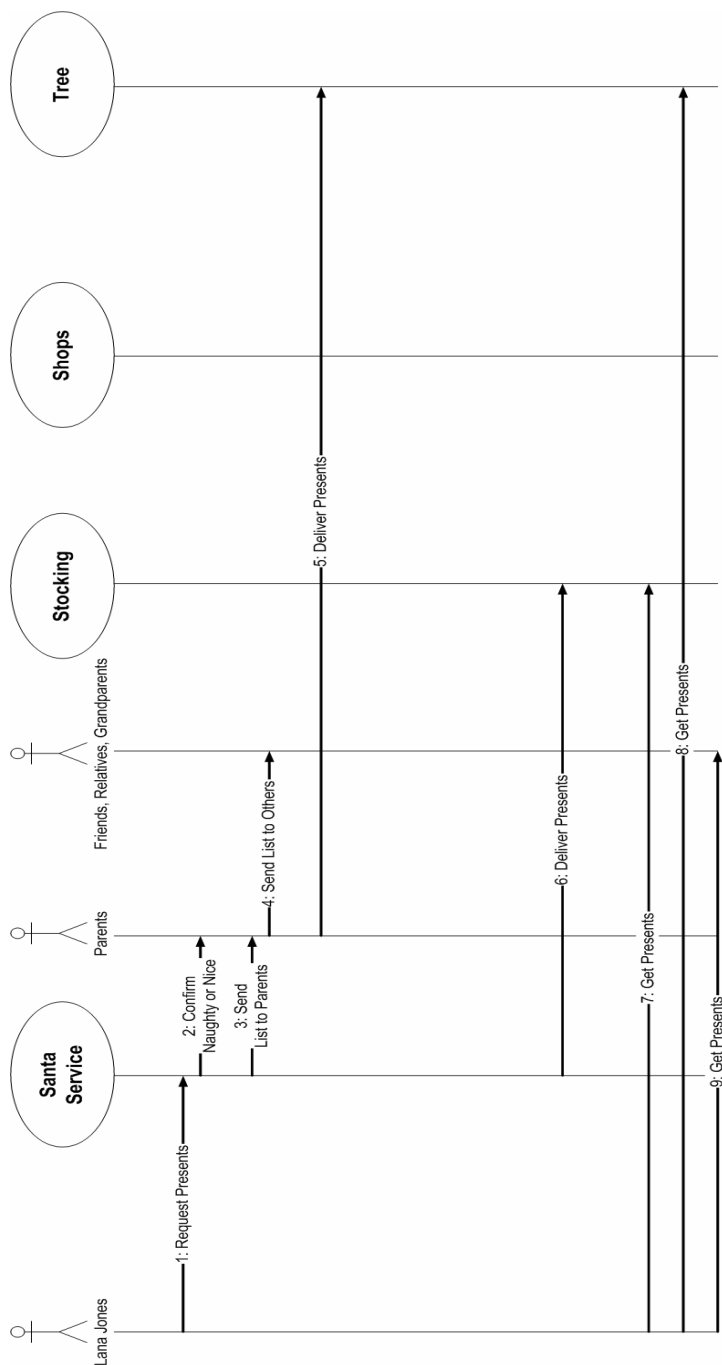 Lana Jones
Santa
Service
Parents
Friends, Relatives, Grandparents
Stocking
Shops
Tree
1: Request Presents
2: Confirm
Naughty or Nice
3: Send
List to Parents
4: Send List to Others
5: Deliver Presents
6: Deliver Presents
7: Get Presents
8: Get Presents
9: Get Presents